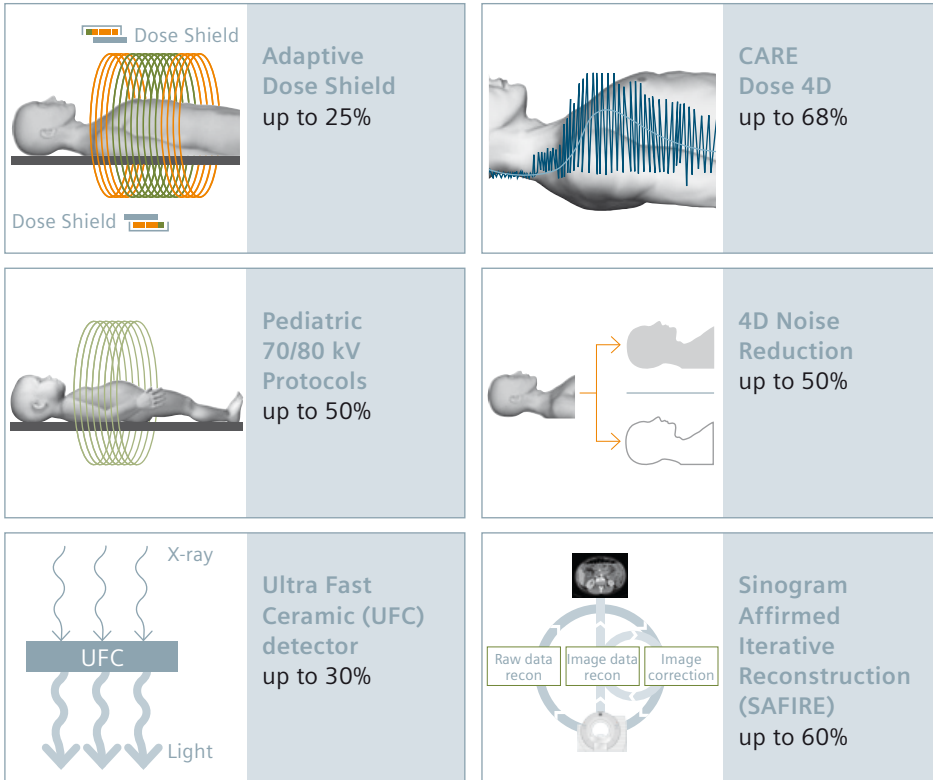 Dose Shield
Dose Shield
Adaptive
Dose Shield
up to 25%
CARE
Dose 4D
up to 68%
Pediatric
70/80 kV
Protocols
up to 50%
4D Noise
Reduction
up to 50%
X-ray
UFC
Light
Ultra Fast
Ceramic (UFC)
detector
up to 30%
Raw data
recon
Image data
recon
Image
correction
Sinogram
Affirmed
Iterative
Reconstruction
(SAFIRE)
up to 60%